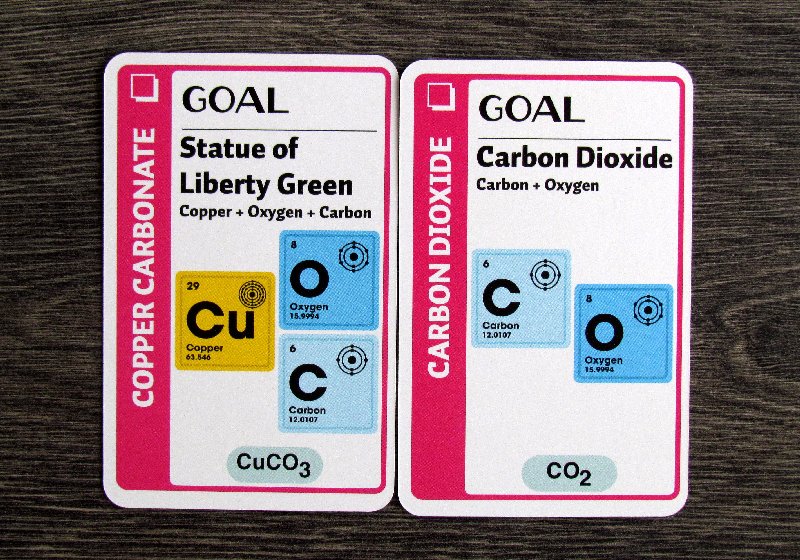 COPPER CARBONATE
GOAL
Statue of
Liberty Green
Copper + Oxygen + Carbon
29
Cu
Copper
63.546
8
O
Oxygen
15.9994
6
C
Carbon
12.0107
CuCO3
CARBON DIOXIDE
GOAL
Carbon Dioxide
Carbon + Oxygen
6
C
Carbon
12.0107
8
O
Oxygen
15.9994
CO2